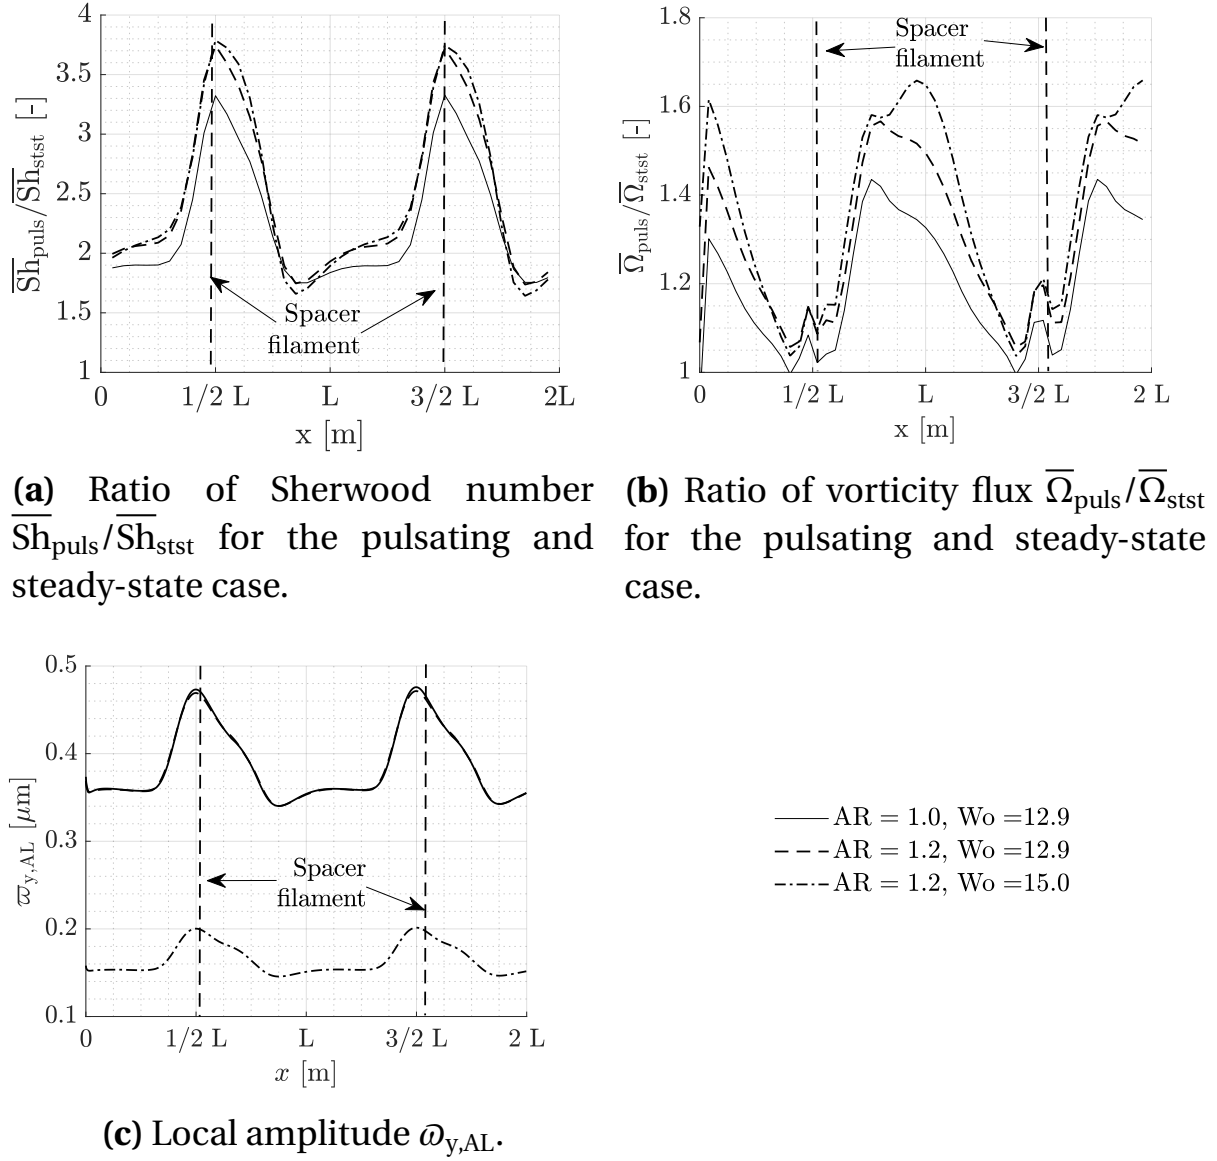 4
3.5
3
2.5
2
1.5
1
S̅h̅puls/S̅h̅stst [-]
Spacer
filament
0
1/2 L
L
3/2 L
2L
x [m]
1.8
1.6
1.4
1.2
1
Ω̅puls/Ω̅stst [-]
Spacer
filament
0
1/2 L
L
3/2 L
2 L
x [m]
(a) Ratio of Sherwood number
S̅h̅puls/S̅h̅stst for the pulsating and
steady-state case.
(b) Ratio of vorticity flux Ω̅puls/Ω̅stst
for the pulsating and steady-state
case.
0.5
0.4
0.3
0.2
0.1
ϖy,AL [μm]
Spacer
filament
0
1/2 L
L
3/2 L
2 L
x [m]
AR = 1.0, Wo =12.9
AR = 1.2, Wo =12.9
AR = 1.2, Wo =15.0
(c) Local amplitude ϖy,AL.